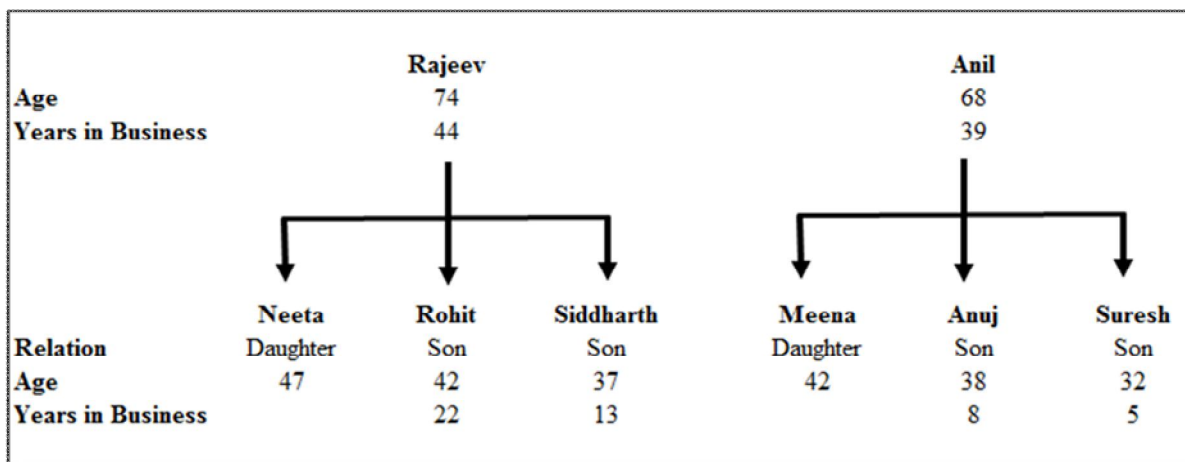 Rajeev Anil
Age 74 68
Years in Business 44 39
Neeta Rohit Siddharth Meena Anuj Suresh
Relation Daughter Son Son Daughter Son Son
Age 47 42 37 42 38 32
Years in Business 22 13 8 5